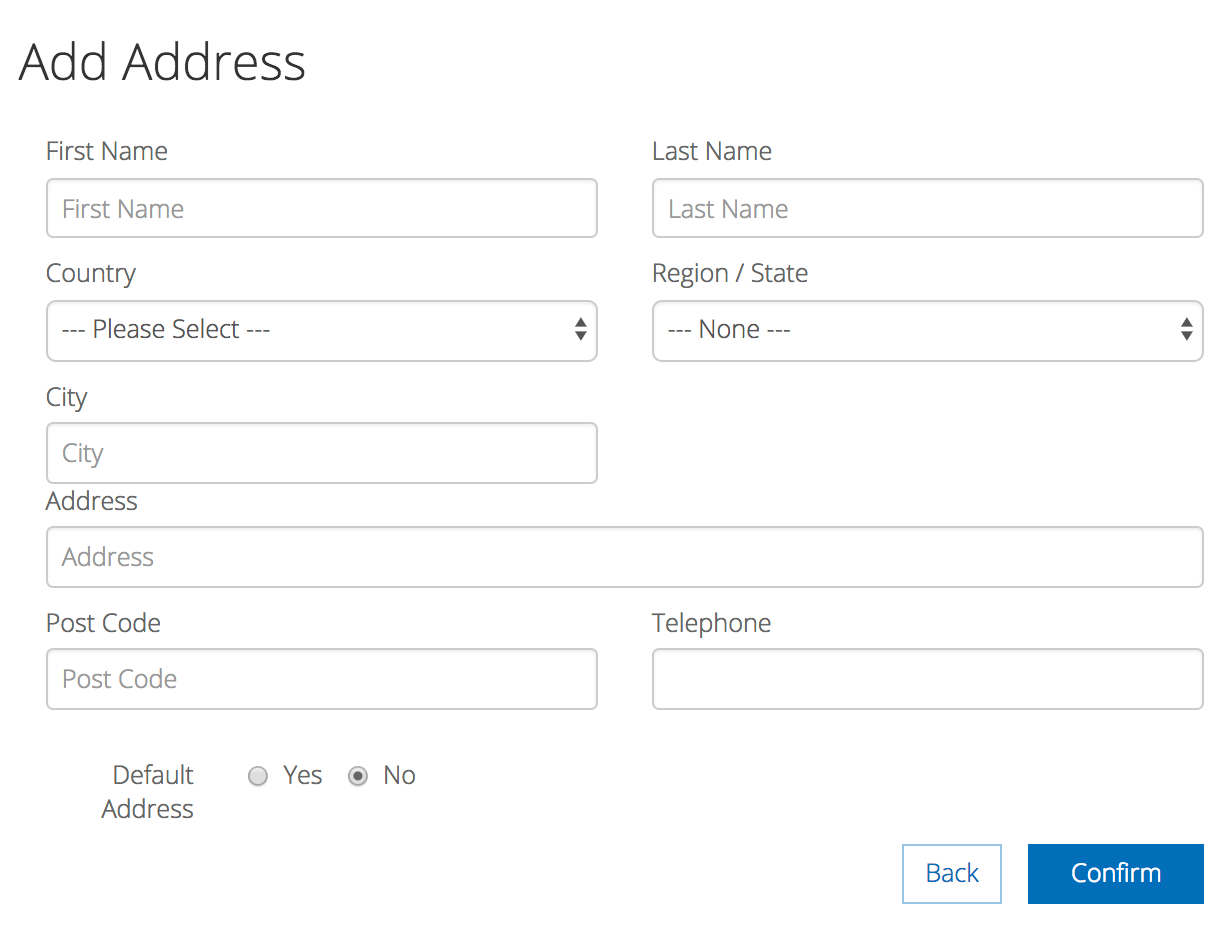 Add Address
First Name
Last Name
First Name
Last Name
Country
Region / State
--- Please Select ---
--- None ---
City
City
Address
Address
Post Code
Telephone
Post Code
Default
Address
Yes
No
Back
Confirm